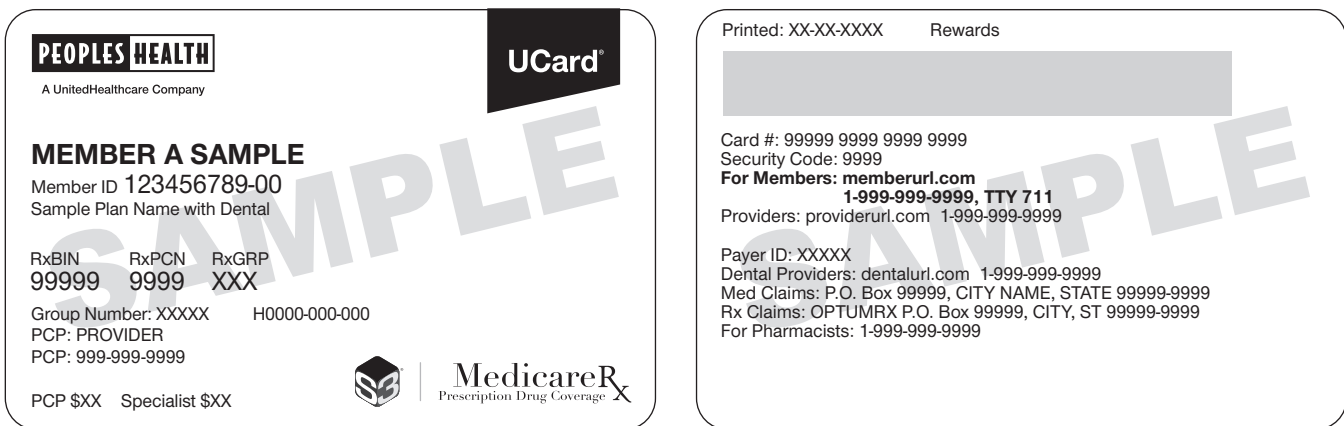 PEOPLES HEALTH
A UnitedHealthcare Company
UCard®
MEMBER A SAMPLE
Member ID 123456789-00
Sample Plan Name with Dental
RxBIN RxPCN RxGRP
99999 9999 XXX
Group Number: XXXXX H0000-000-000
PCP: PROVIDER
PCP: 999-999-9999
PCP $XX Specialist $XX
S3
MedicareRx
Prescription Drug Coverage
SAMPLE
Printed: XX-XX-XXXX Rewards
Card #: 99999 9999 9999 9999
Security Code: 9999
For Members: memberurl.com
1-999-999-9999, TTY 711
Providers: providerurl.com 1-999-999-9999
Payer ID: XXXXX
Dental Providers: dentalurl.com 1-999-999-9999
Med Claims: P.O. Box 99999, CITY NAME, STATE 99999-9999
Rx Claims: OPTUMRX P.O. Box 99999, CITY, ST 99999-9999
For Pharmacists: 1-999-999-9999
SAMPLE